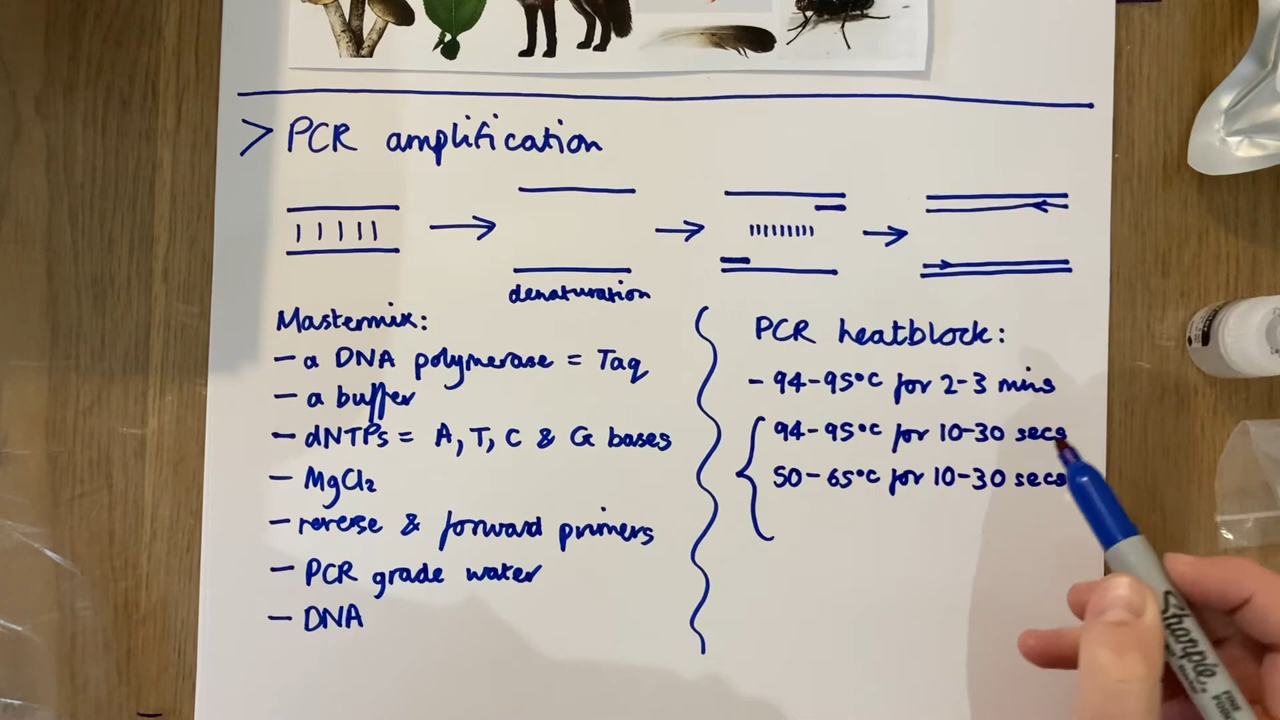 > PCR amplification
denaturation
Mastermix:
- a DNA polymerase = Taq
- a buffer
- dNTPs = A, T, C & G bases
- MgCl2
- reverse & forward primers
- PCR grade water
- DNA
PCR heatblock:
- 94-95°C for 2-3 mins
94-95°C for 10-30 secs
50-65°C for 10-30 secs
Sharpie